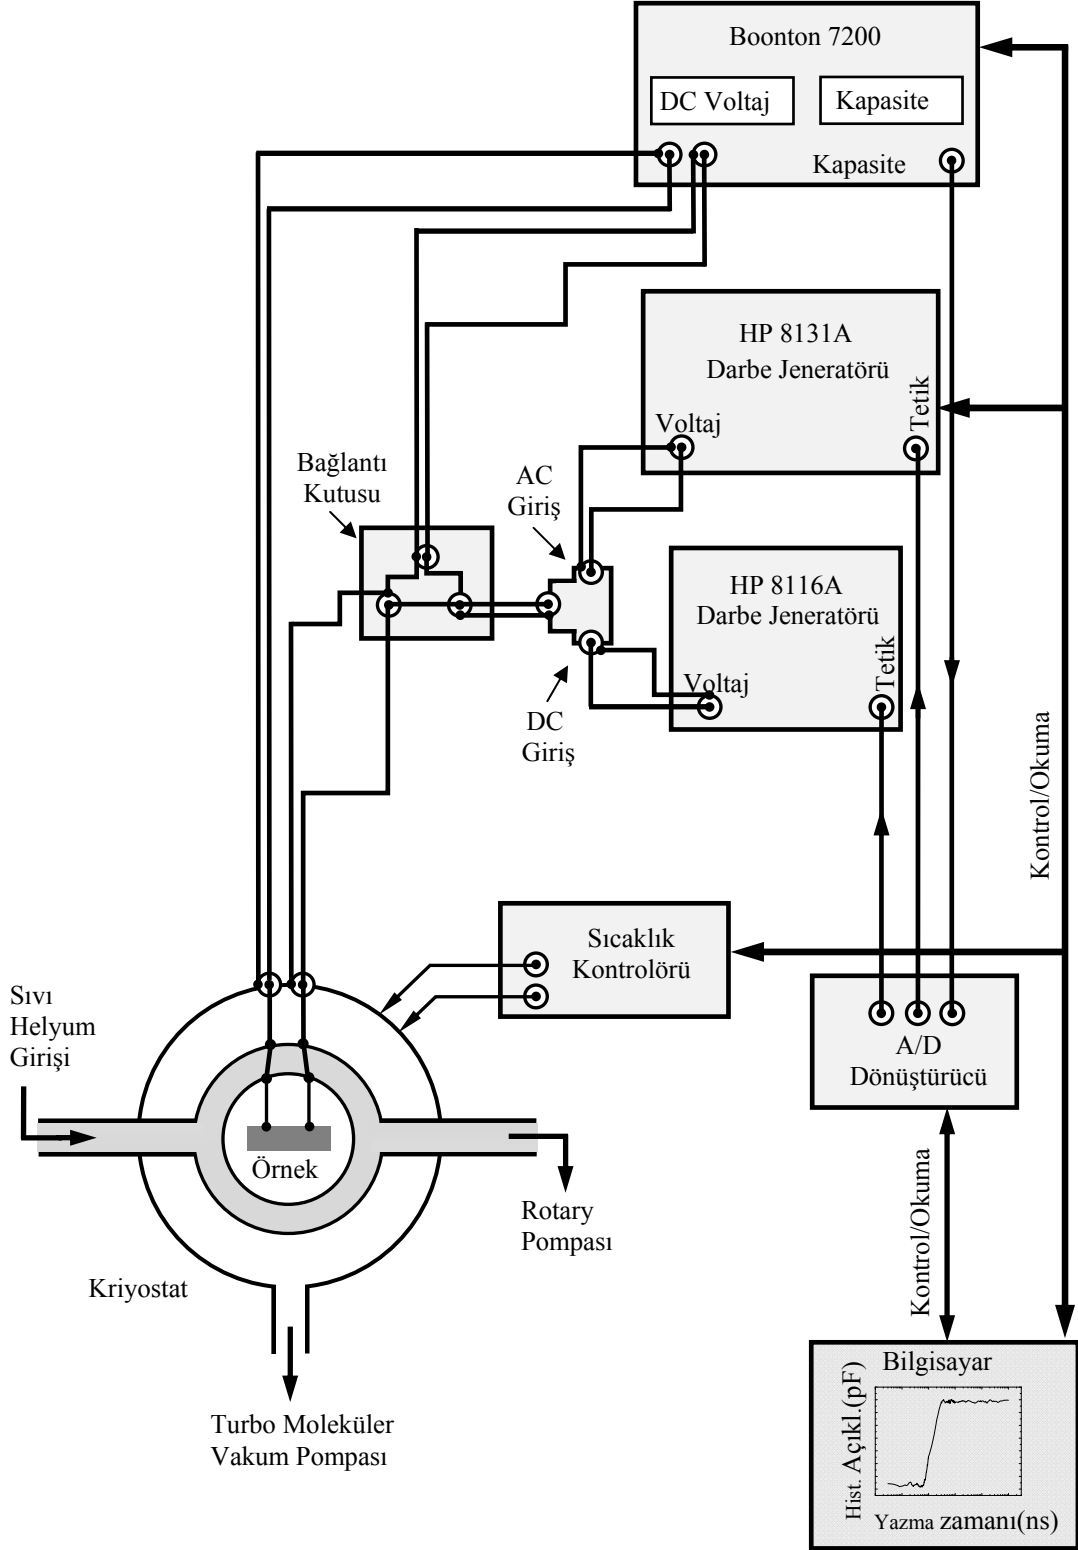 Boonton 7200
DC Voltaj
Kapasite
Kapasite
HP 8131A
Darbe Jeneratörü
Voltaj
Tetik
Bağlantı
Kutusu
AC
Giriş
HP 8116A
Darbe Jeneratörü
Voltaj
Tetik
DC
Giriş
Kontrol/Okuma
Sıcaklık
Kontrolörü
Sıvı
Helyum
Girişi
A/D
Dönüştürücü
Örnek
Rotary
Pompası
Kriyostat
Kontrol/Okuma
Turbo Moleküler
Vakum Pompası
Bilgisayar
Hist. Açıkl.(pF)
Yazma zamanı(ns)